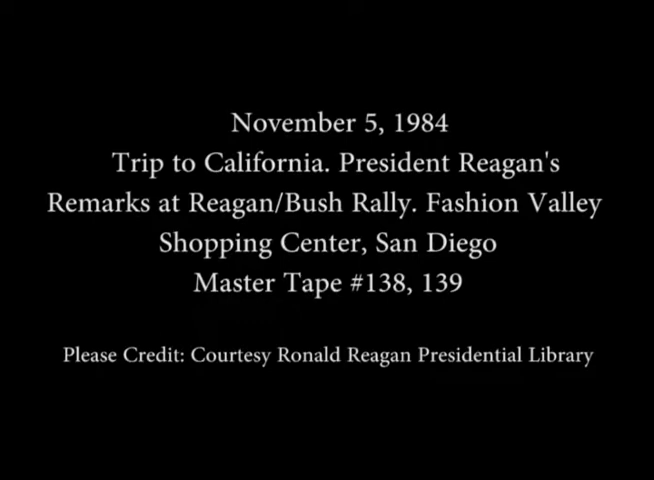 November 5, 1984
Trip to California. President Reagan's
Remarks at Reagan/Bush Rally. Fashion Valley
Shopping Center, San Diego
Master Tape #138, 139
Please Credit: Courtesy Ronald Reagan Presidential Library